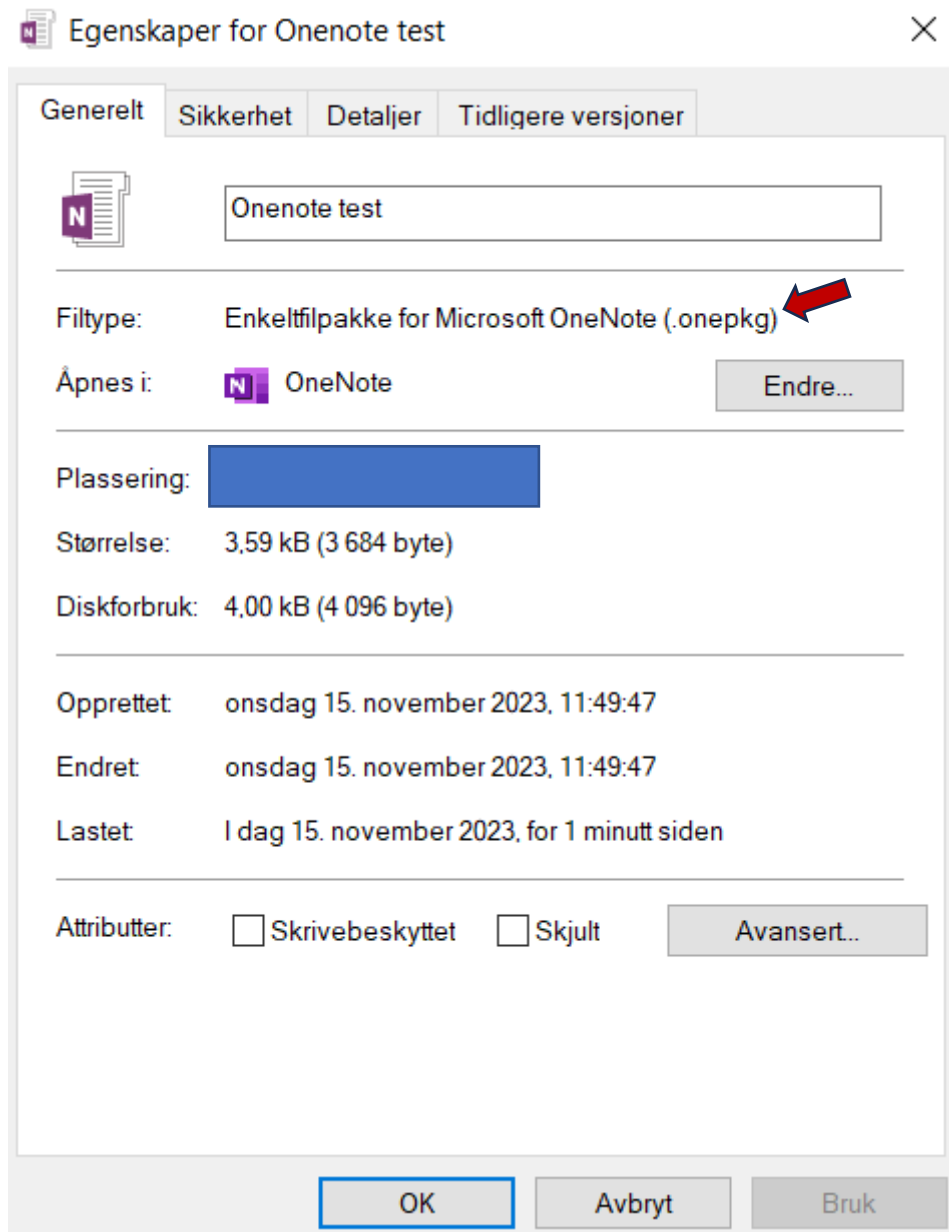 Egenskaper for Onenote test
Generelt Sikkerhet Detaljer Tidligere versjoner
N Onenote test
Filtype: Enkeltfilpakke for Microsoft OneNote (.onepkg)
Åpnes i: N OneNote Endre...
Plassering:
Størrelse: 3,59 kB (3 684 byte)
Diskforbruk: 4,00 kB (4 096 byte)
Opprettet: onsdag 15. november 2023, 11:49:47
Endret: onsdag 15. november 2023, 11:49:47
Lastet: I dag 15. november 2023, for 1 minutt siden
Attributter: Skrivebeskyttet Skjult Avansert...
OK Avbryt Bruk